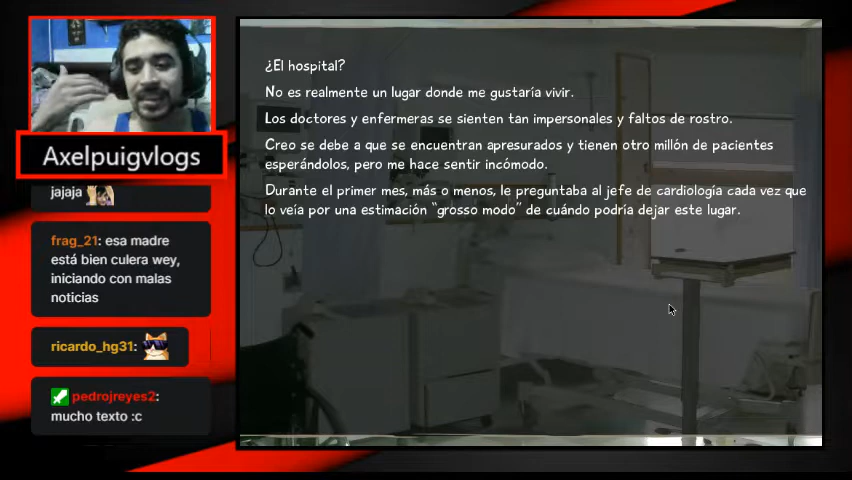 Axelpuigvlogs
jajaja
frag_21: esa madre
está bien culera wey,
iniciando con malas
noticias
ricardo_hg31:
pedrojreyes2:
mucho texto :c
¿El hospital?
No es realmente un lugar donde me gustaría vivir.
Los doctores y enfermeras se sienten tan impersonales y faltos de rostro.
Creo se debe a que se encuentran apresurados y tienen otro millón de pacientes
esperándolos, pero me hace sentir incómodo.
Durante el primer mes, más o menos, le preguntaba al jefe de cardiología cada vez que
lo veía por una estimación “grosso modo” de cuándo podría dejar este lugar.